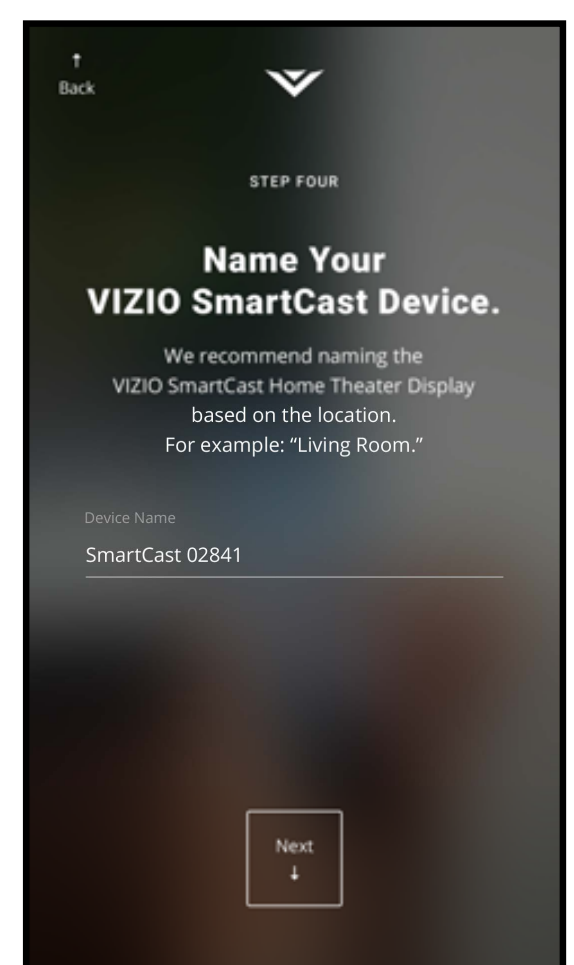 ↑
Back
STEP FOUR
Name Your
VIZIO SmartCast Device.
We recommend naming the
VIZIO SmartCast Home Theater Display
based on the location.
For example: “Living Room.”
Device Name
SmartCast 02841
Next
↓